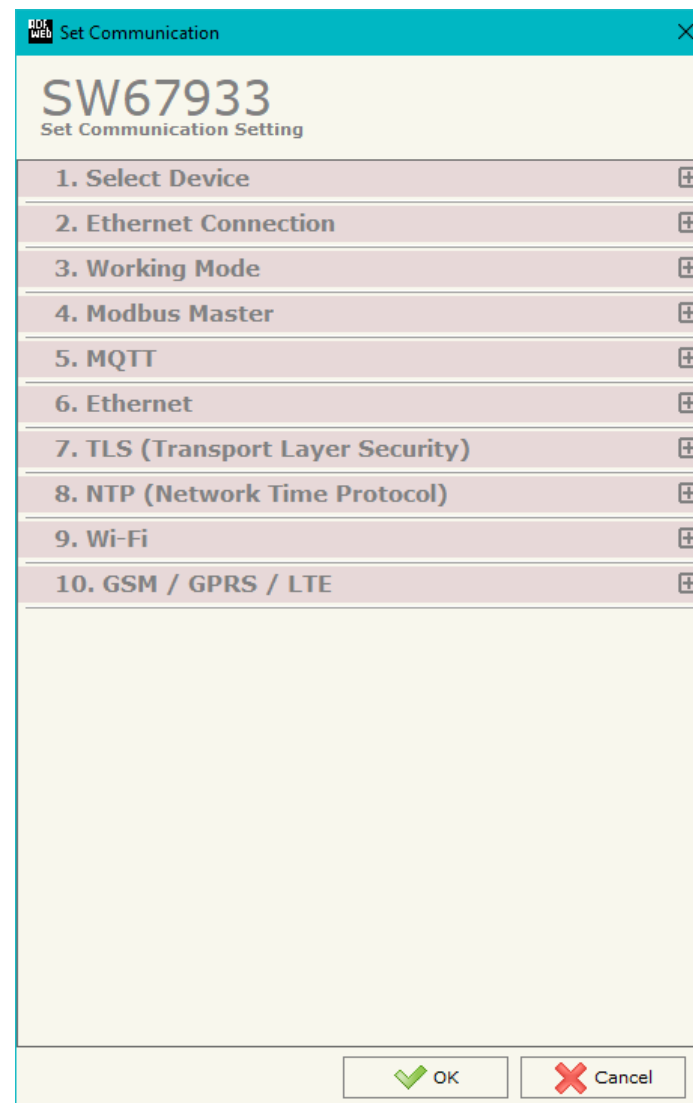 ADF
WEB
Set Communication
SW67933
Set Communication Setting
1. Select Device
2. Ethernet Connection
3. Working Mode
4. Modbus Master
5. MQTT
6. Ethernet
7. TLS (Transport Layer Security)
8. NTP (Network Time Protocol)
9. Wi-Fi
10. GSM / GPRS / LTE
OK
Cancel